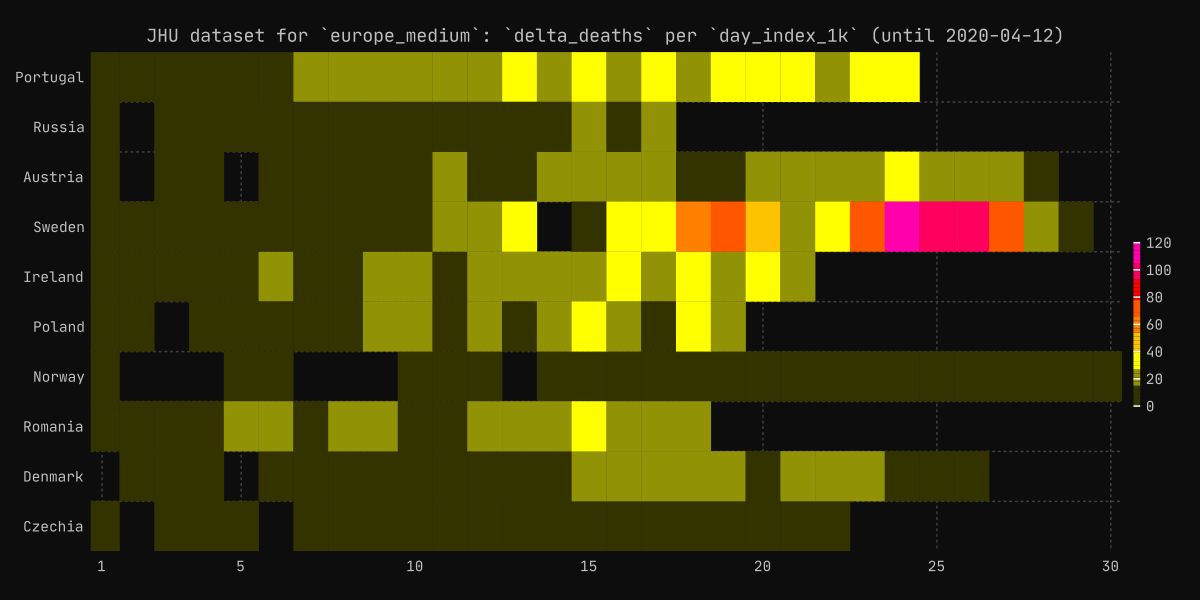 JHU dataset for `europe_medium`: `delta_deaths` per `day_index_1k` (until 2020-04-12)
Portugal
Russia
Austria
Sweden
Ireland
Poland
Norway
Romania
Denmark
Czechia
1 5 10 15 20 25 30
120
100
80
60
40
20
0